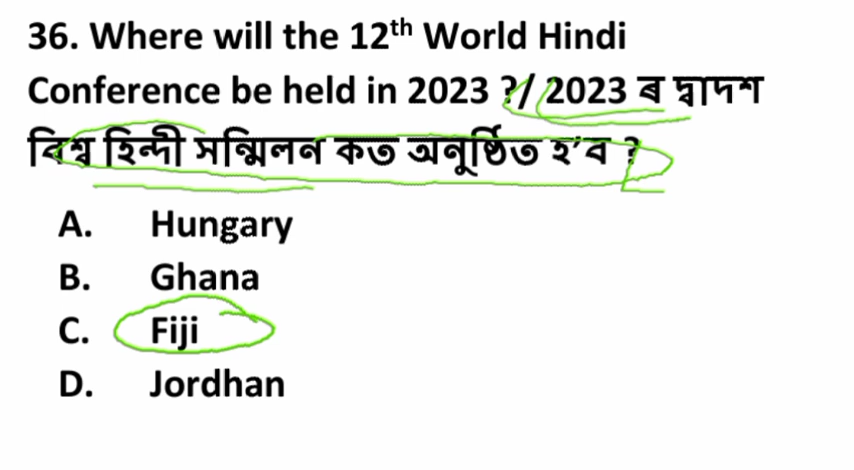 36. Where will the 12th World Hindi
Conference be held in 2023 ?/ 2023 ৰ দ্বাদশ
বিশ্ব হিন্দী সন্মিলন কত অনুষ্ঠিত হ’ব ?
A. Hungary
B. Ghana
C. Fiji
D. Jordhan